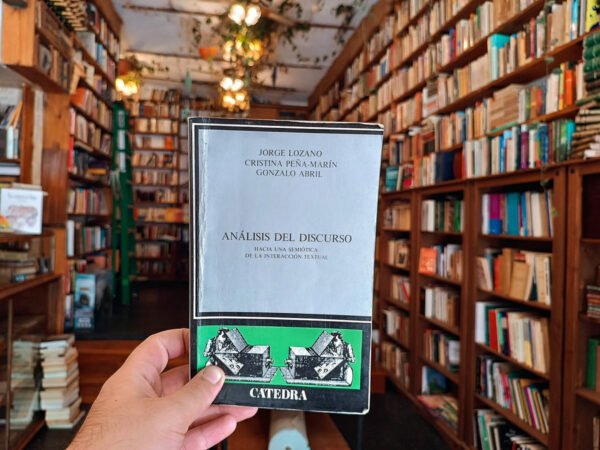 JORGE LOZANO
CRISTINA PEÑA-MARÍN
GONZALO ABRIL
ANÁLISIS DEL DISCURSO
HACIA UNA SEMIÓTICA
DE LA INTERACCIÓN TEXTUAL
CATEDRA